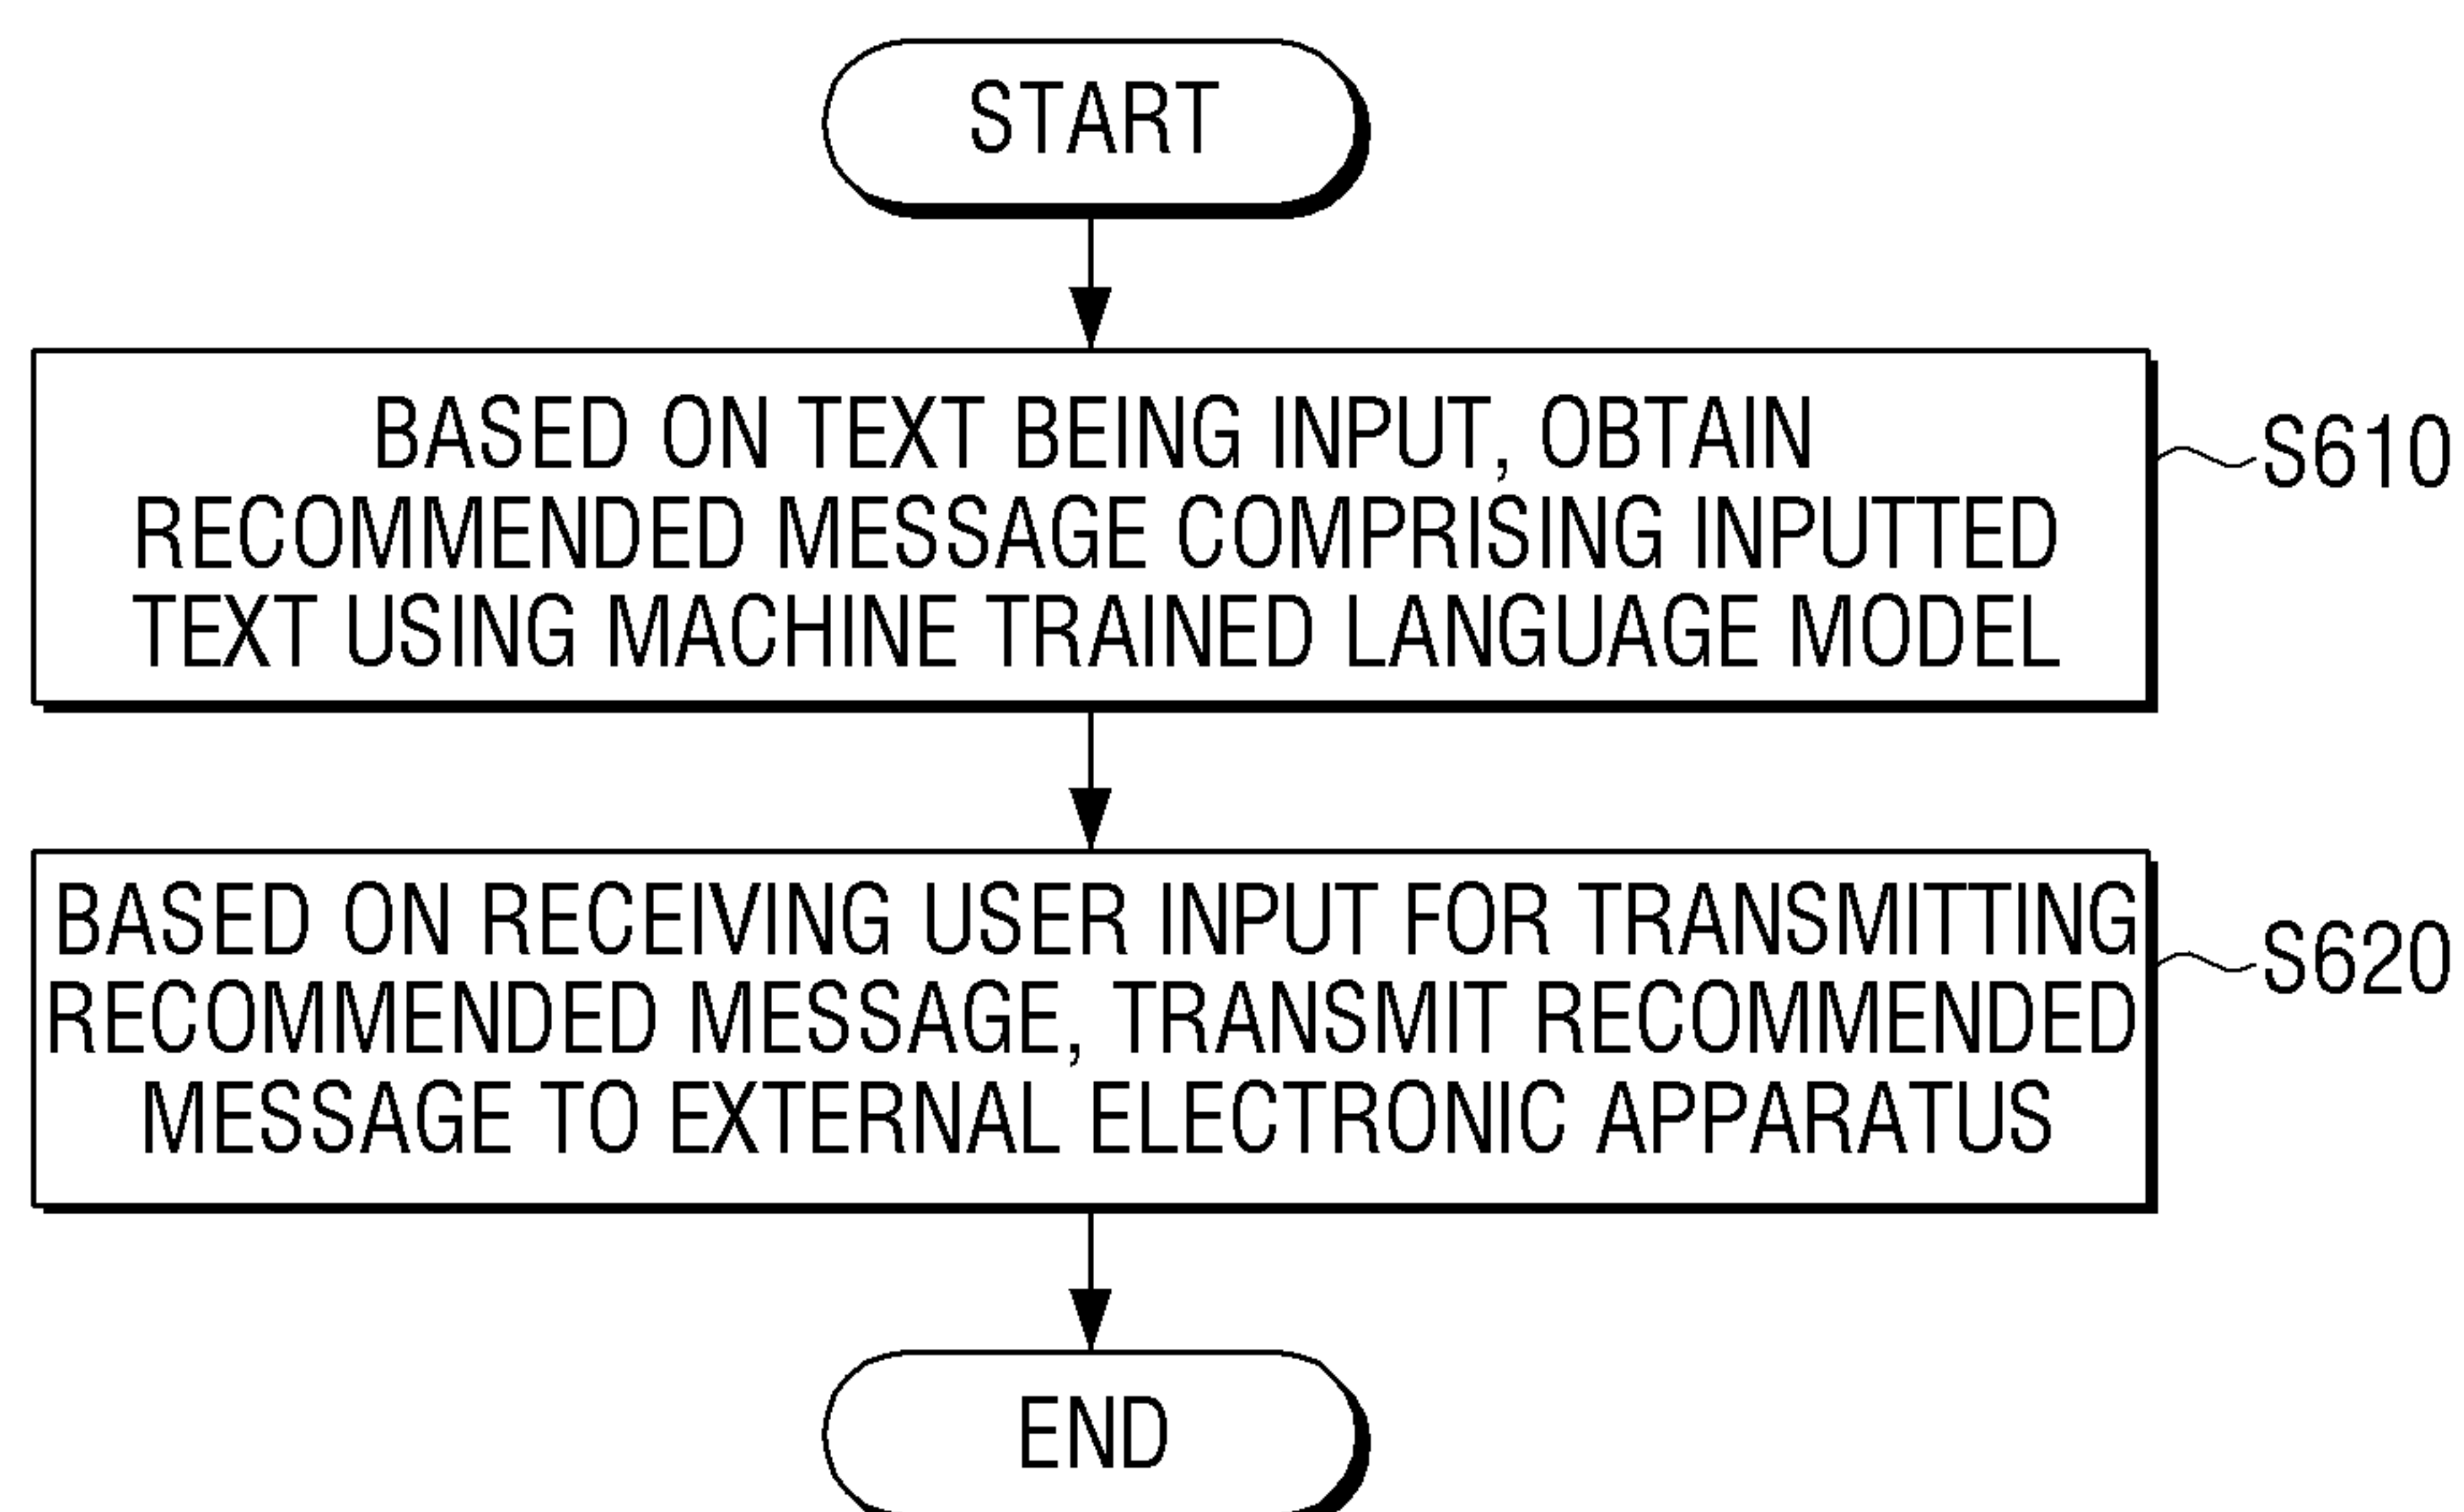 START
BASED ON TEXT BEING INPUT, OBTAIN
RECOMMENDED MESSAGE COMPRISING INPUTTED
TEXT USING MACHINE TRAINED LANGUAGE MODEL
S610
BASED ON RECEIVING USER INPUT FOR TRANSMITTING
RECOMMENDED MESSAGE, TRANSMIT RECOMMENDED
MESSAGE TO EXTERNAL ELECTRONIC APPARATUS
S620
END